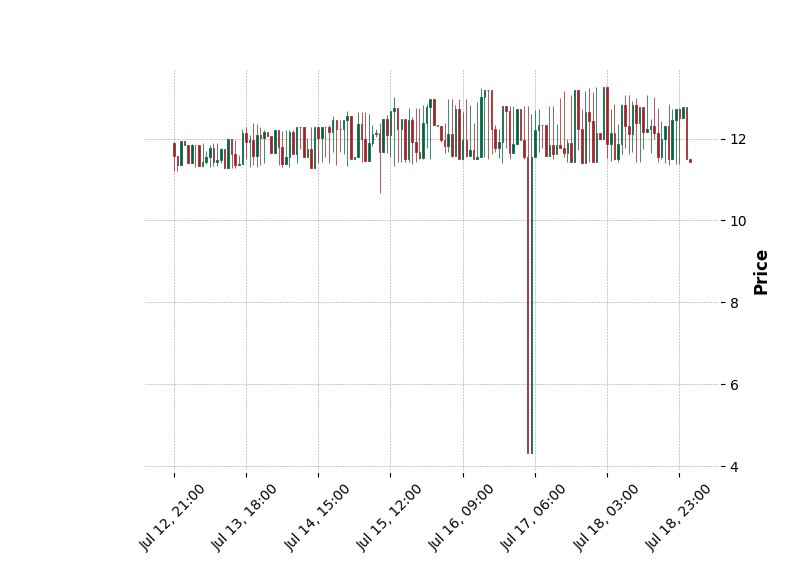 12
10
8
6
4
Price
Jul 12, 21:00
Jul 13, 18:00
Jul 14, 15:00
Jul 15, 12:00
Jul 16, 09:00
Jul 17, 06:00
Jul 18, 03:00
Jul 18, 23:00